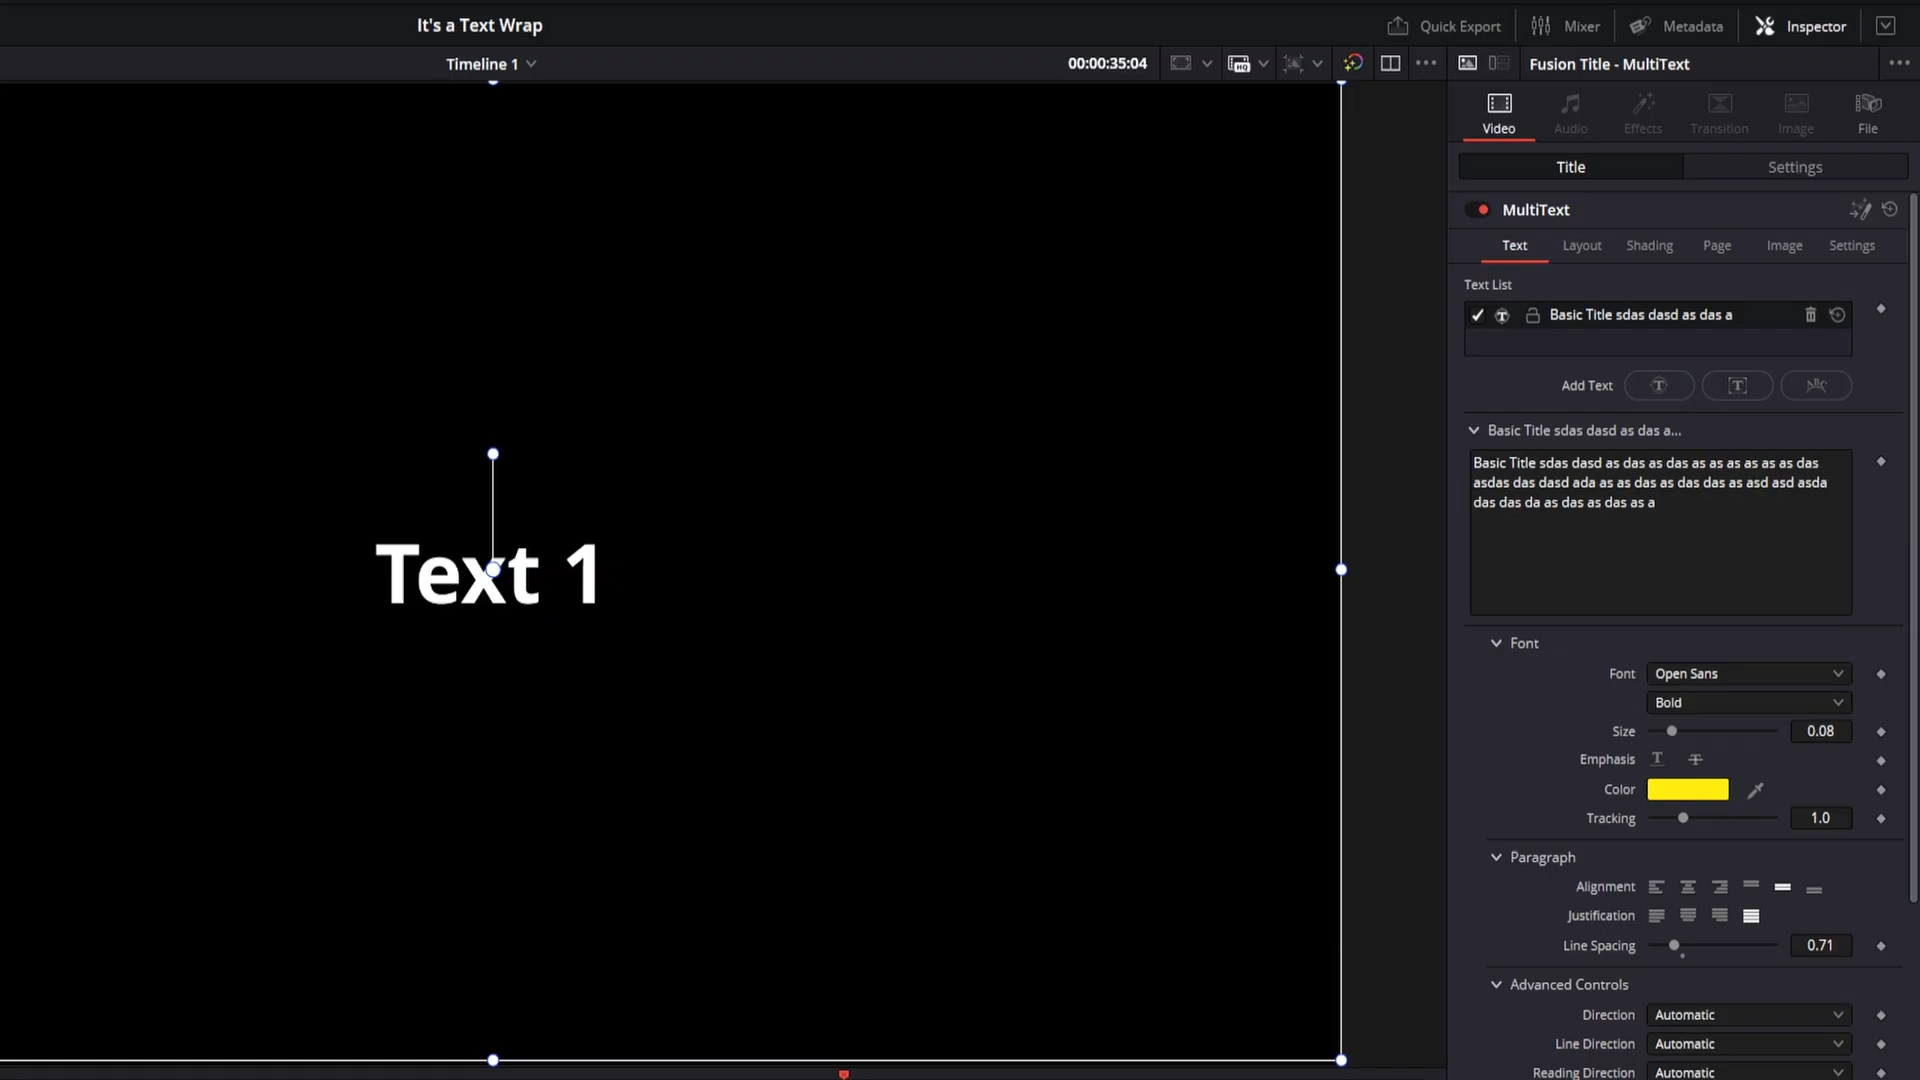 It's a Text Wrap
Quick Export
Mixer
Metadata
Inspector
Timeline 1
00:00:35:04
HQ
Fusion Title - MultiText
Video
Audio
Effects
Transition
Image
File
Title
Settings
MultiText
Text
Layout
Shading
Page
Image
Settings
Text List
Basic Title sdas dasd as das a
Add Text
Basic Title sdas dasd as das a...
Basic Title sdas dasd as das as das as as as as as as das
asdas das dasd ada as as das as das das as asd asd asda
das das da as das as das as a
Text 1
Font
Font
Open Sans
Bold
Size
0.08
Emphasis
Color
Tracking
1.0
Paragraph
Alignment
Justification
Line Spacing
0.71
Advanced Controls
Direction
Automatic
Line Direction
Automatic
Reading Direction
Automatic